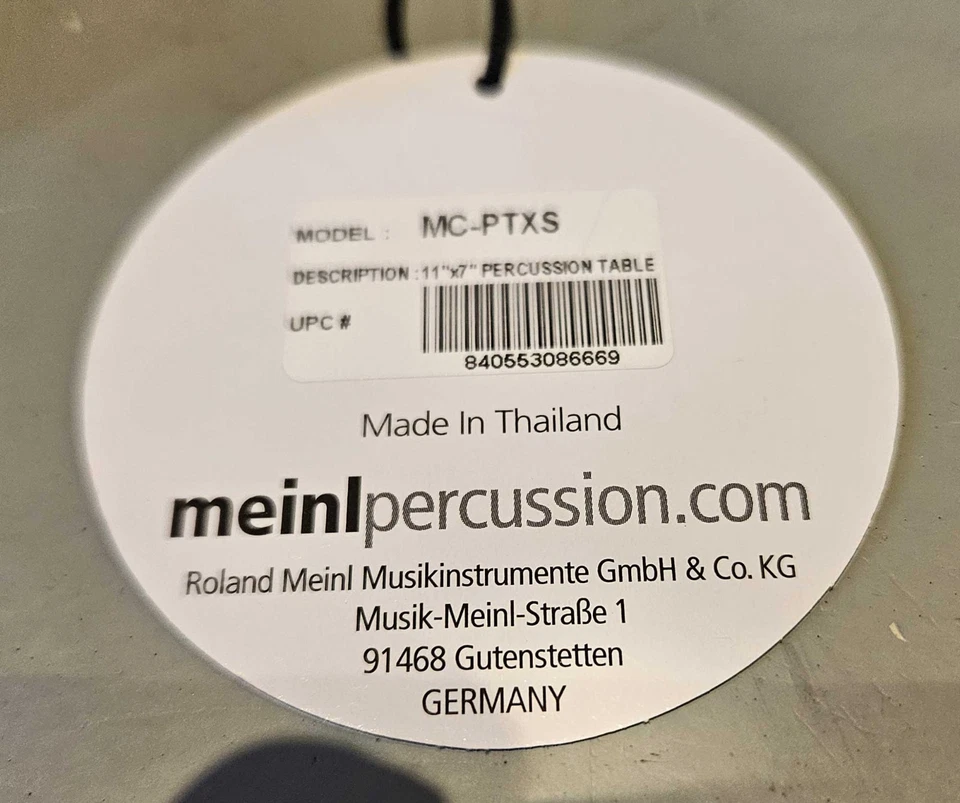 MODEL : MC-PTXS
DESCRIPTION :11"x7" PERCUSSION TABLE
UPC #
840553086669
Made In Thailand
meinlpercussion.com
Roland Meinl Musikinstrumente GmbH & Co. KG
Musik-Meinl-Straße 1
91468 Gutenstetten
GERMANY